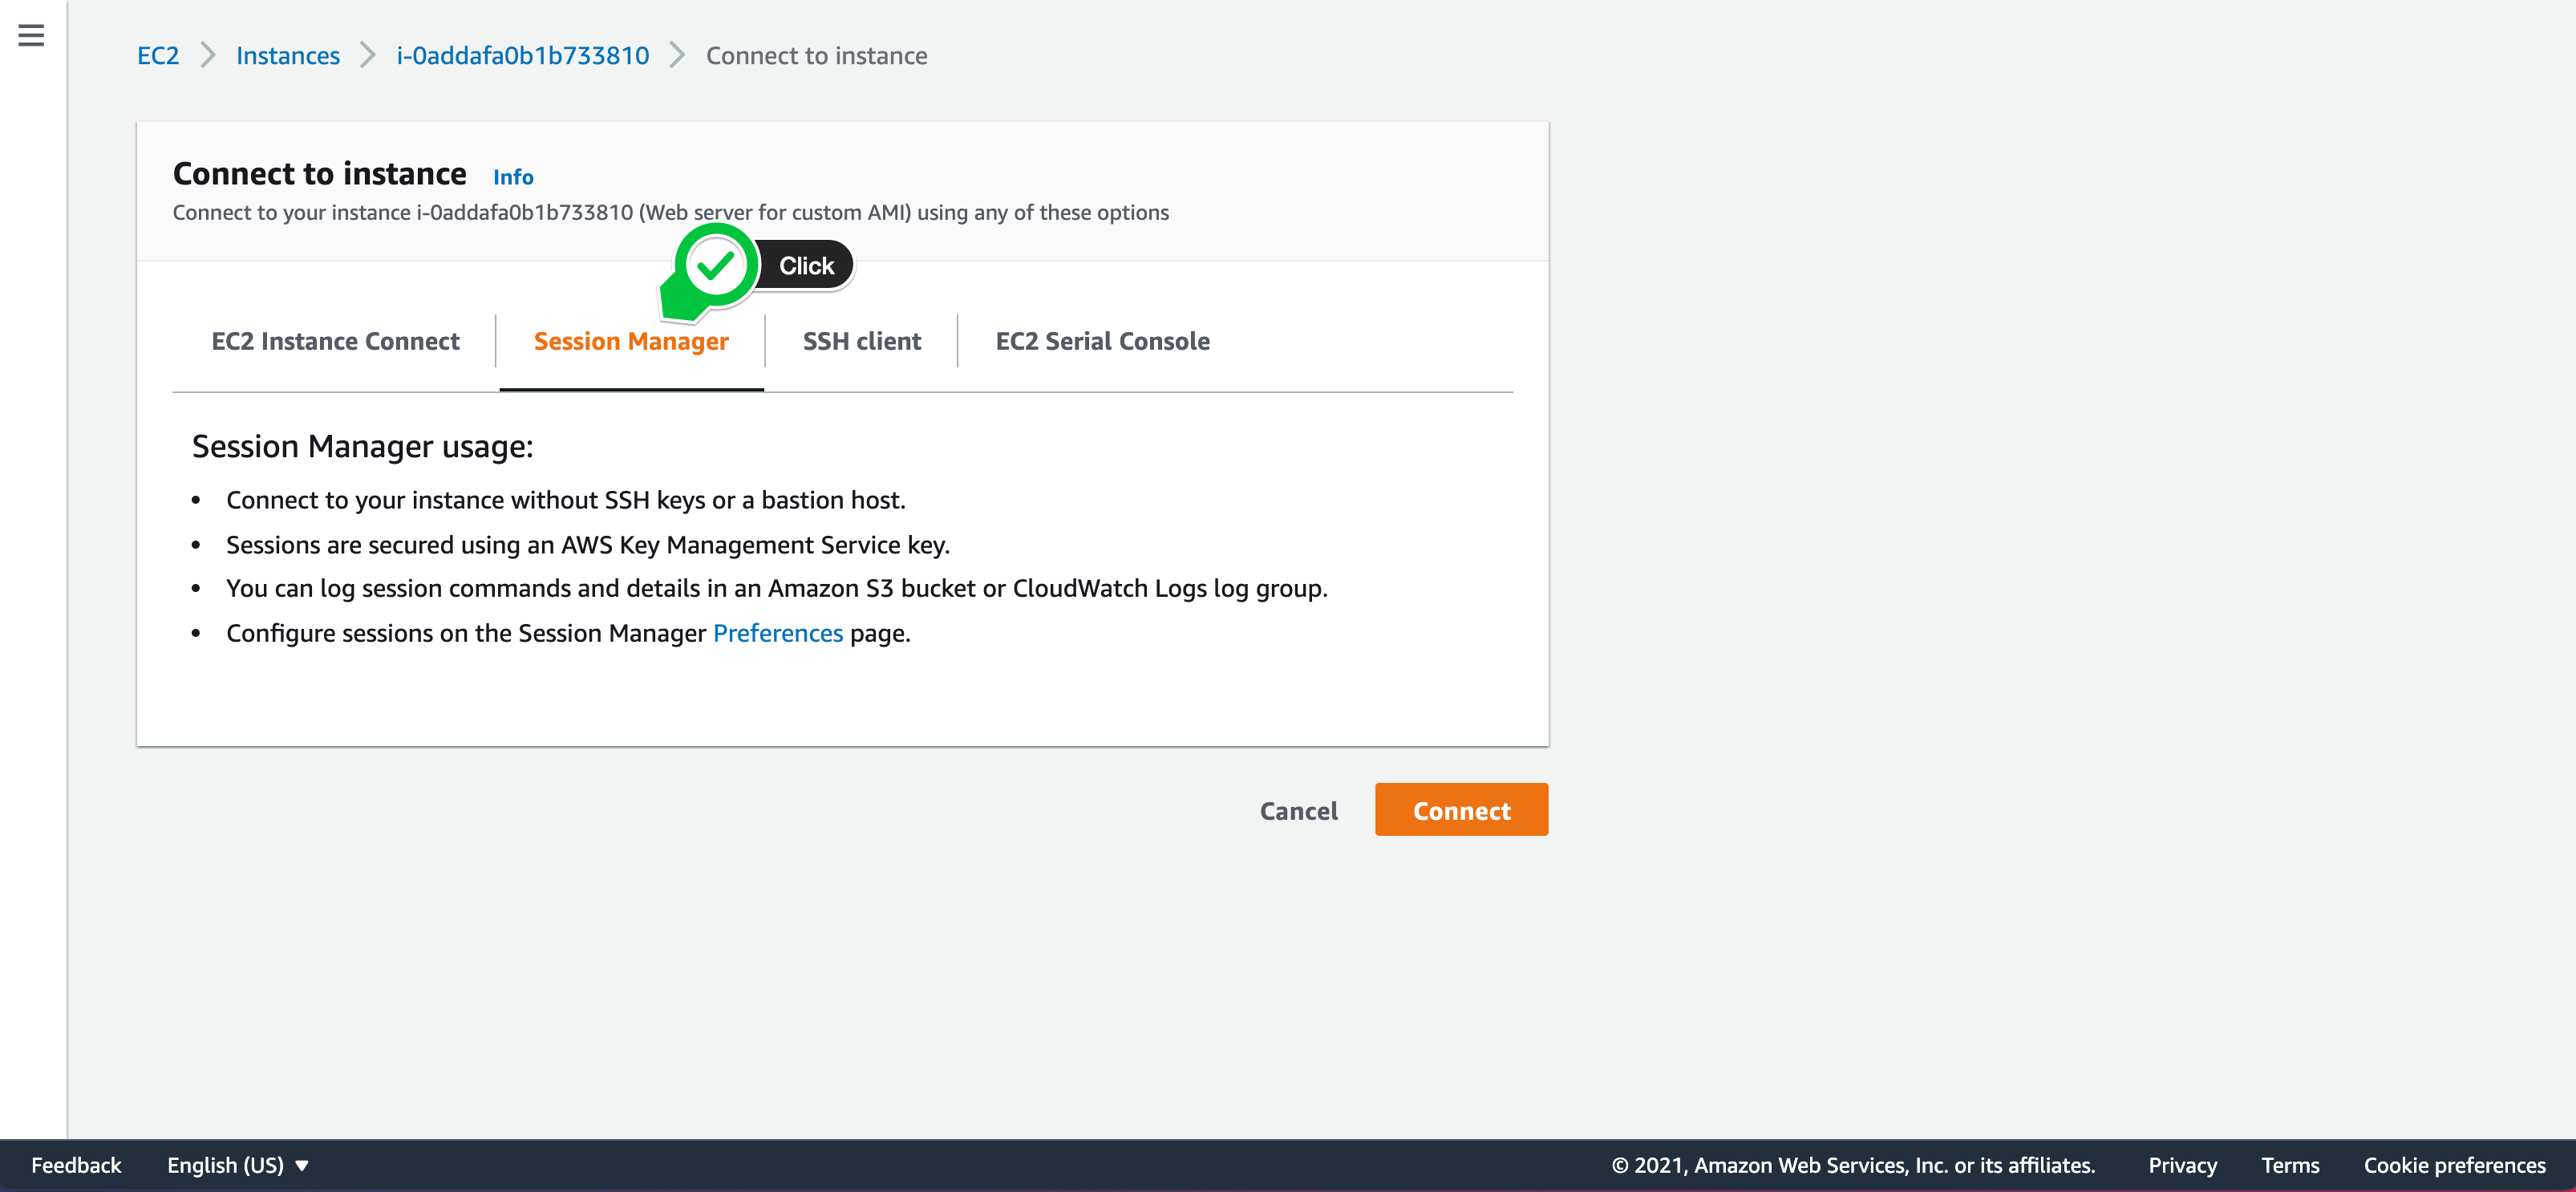 EC2 Instances i-0addafa0b1b733810 Connect to instance
Connect to instance Info
Connect to your instance i-0addafa0b1b733810 (Web server for custom AMI) using any of these options
Click
EC2 Instance Connect Session Manager SSH client EC2 Serial Console
Session Manager usage:
• Connect to your instance without SSH keys or a bastion host.
• Sessions are secured using an AWS Key Management Service key.
• You can log session commands and details in an Amazon S3 bucket or CloudWatch Logs log group.
• Configure sessions on the Session Manager Preferences page.
Cancel Connect
Feedback English (US) © 2021, Amazon Web Services, Inc. or its affiliates. Privacy Terms Cookie preferences